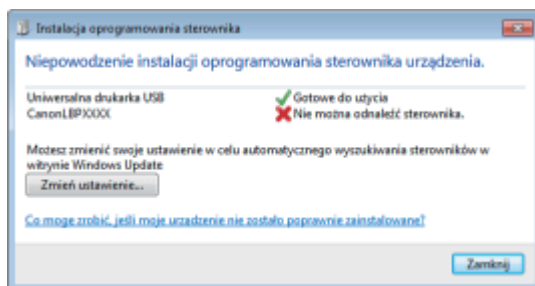 Instalacja oprogramowania sterownika
Niepowodzenie instalacji oprogramowania sterownika urządzenia.
Uniwersalna drukarka USB
Gotowe do użycia
CanonLBPXXXX
Nie można odnaleźć sterownika.
Możesz zmienić swoje ustawienie w celu automatycznego wyszukiwania sterowników w
witrynie Windows Update
Zmień ustawienie...
Co mogę zrobić, jeśli moje urządzenie nie zostało poprawnie zainstalowane?
Zamknij